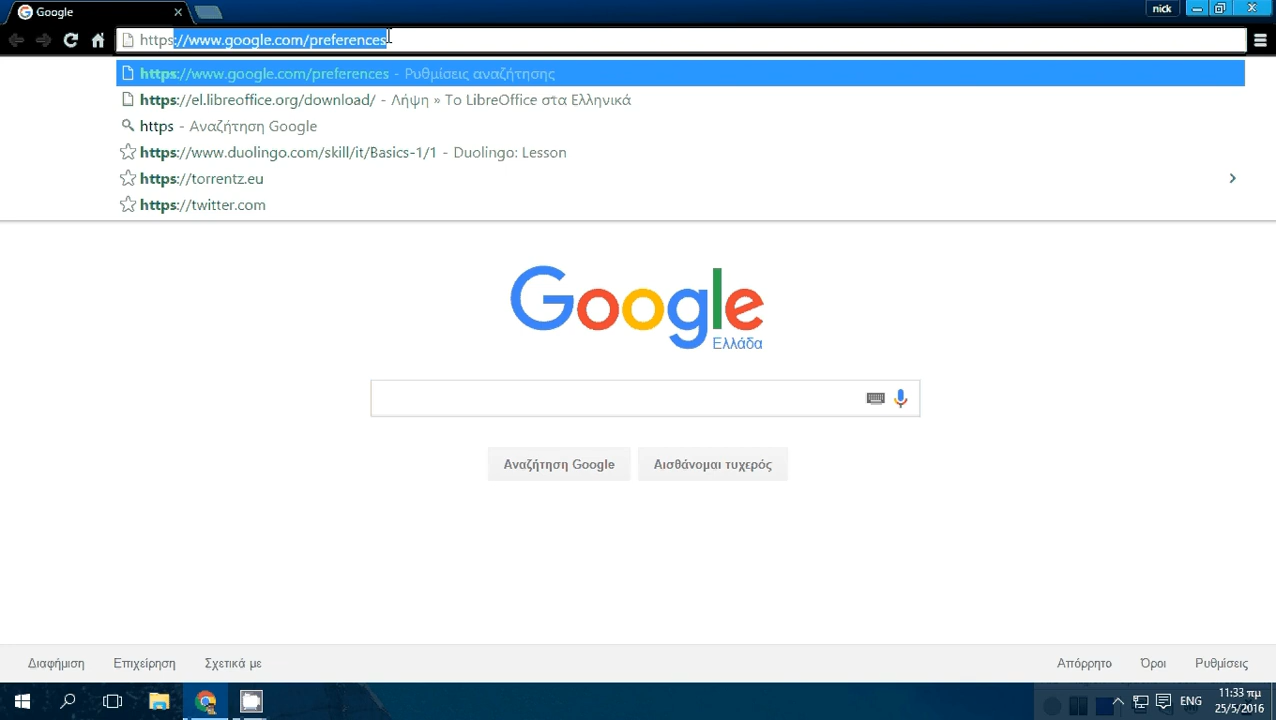 Google
nick
https://www.google.com/preferences
https://www.google.com/preferences - Ρυθμίσεις αναζήτησης
https://el.libreoffice.org/download/ - Λήψη » Το LibreOffice στα Ελληνικά
https - Αναζήτηση Google
https://www.duolingo.com/skill/it/Basics-1/1 - Duolingo: Lesson
https://torrentz.eu
https://twitter.com
Google
Ελλάδα
Αναζήτηση Google
Αισθάνομαι τυχερός
Διαφήμιση Επιχείρηση Σχετικά με Απόρρητο Όροι Ρυθμίσεις
ENG
11:33 πμ
25/5/2016